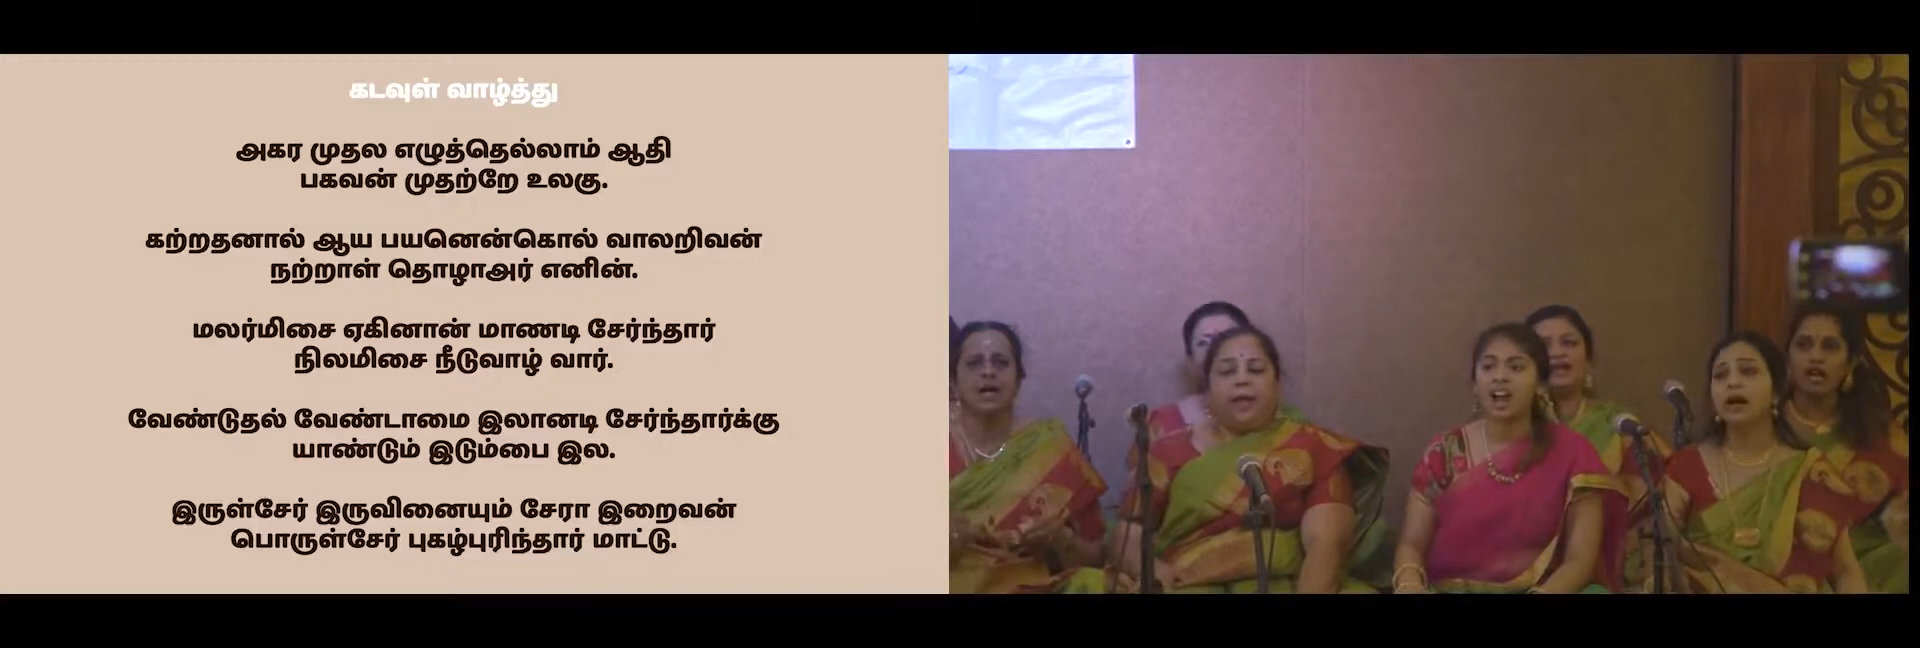 கடவுள் வாழ்த்து
அகர முதல எழுத்தெல்லாம் ஆதி
பகவன் முதற்றே உலகு.
கற்றதனால் ஆய பயனென்கொல் வாலறிவன்
நற்றாள் தொழாஅர் எனின்.
மலர்மிசை ஏகினான் மாணடி சேர்ந்தார்
நிலமிசை நீடுவாழ் வார்.
வேண்டுதல் வேண்டாமை இலானடி சேர்ந்தார்க்கு
யாண்டும் இடும்பை இல.
இருள்சேர் இருவினையும் சேரா இறைவன்
பொருள்சேர் புகழ்புரிந்தார் மாட்டு.